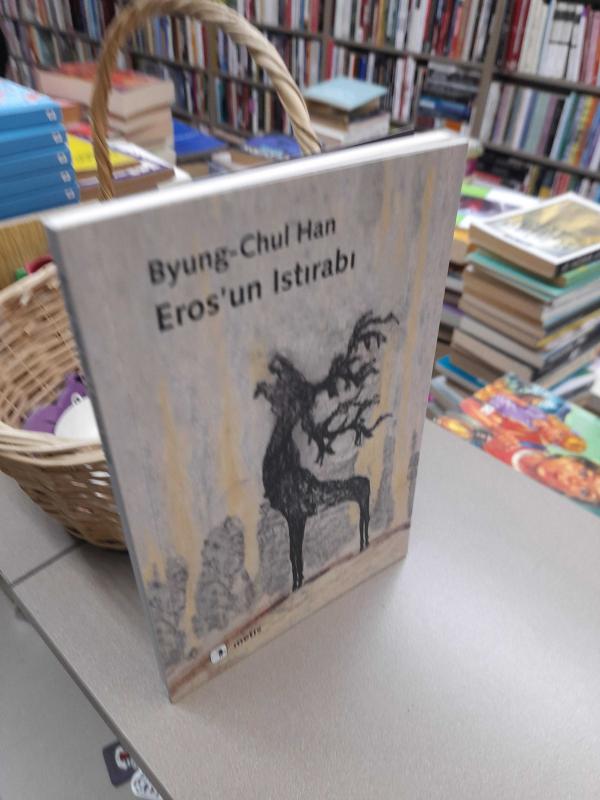 Byung-Chul Han
Eros'un Istırabı
metis